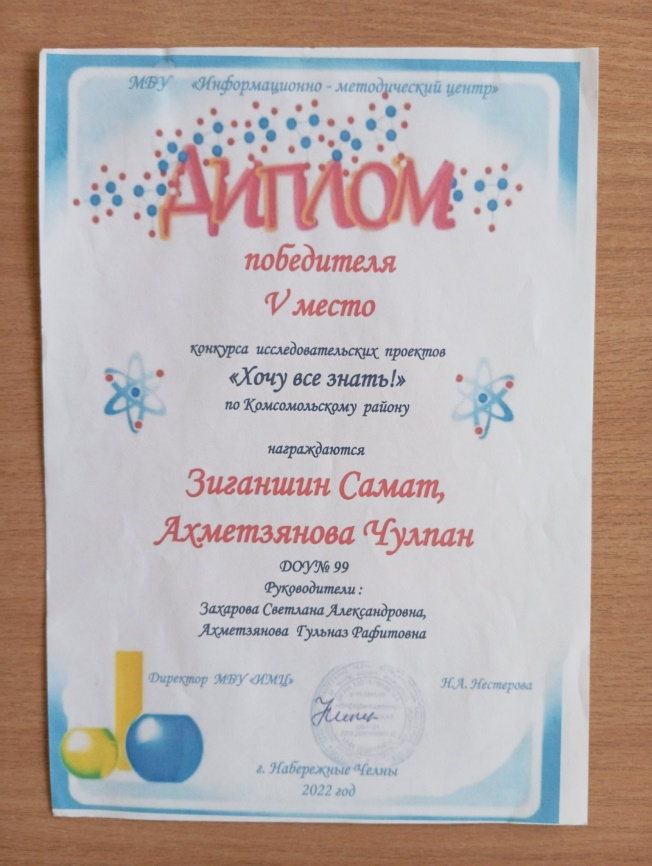 МБУ «Информационно - методический центр»
ДИПЛОМ
победителя
V место
конкурса исследовательских проектов
«Хочу все знать!»
по Комсомольскому району
награждаются
Зиганшин Самат,
Ахметзянова Чулпан
ДОУ№ 99
Руководители :
Захарова Светлана Александровна,
Ахметзянова Гульназ Рафитовна
Директор МБУ «ИМЦ» Н.А. Нестерова
г. Набережные Челны
2022 год